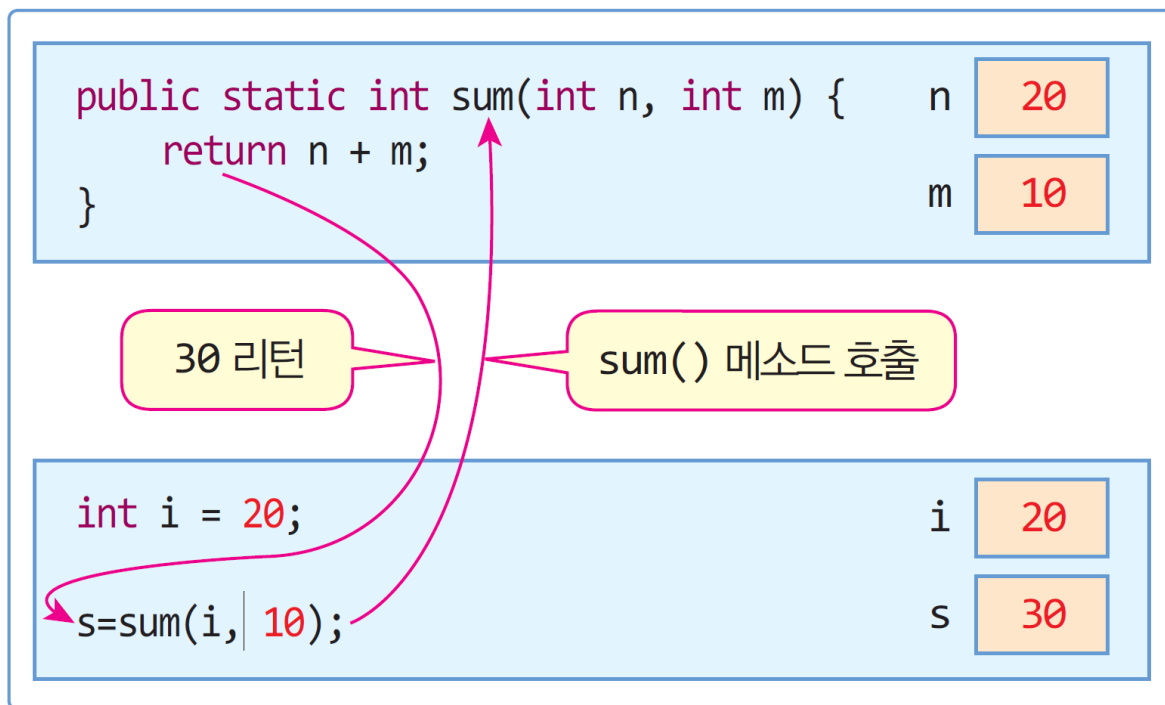 public static int sum(int n, int m) {
return n + m;
}
n 20
m 10
30 리턴
sum() 메소드 호출
int i = 20;
s=sum(i, 10);
i 20
s 30